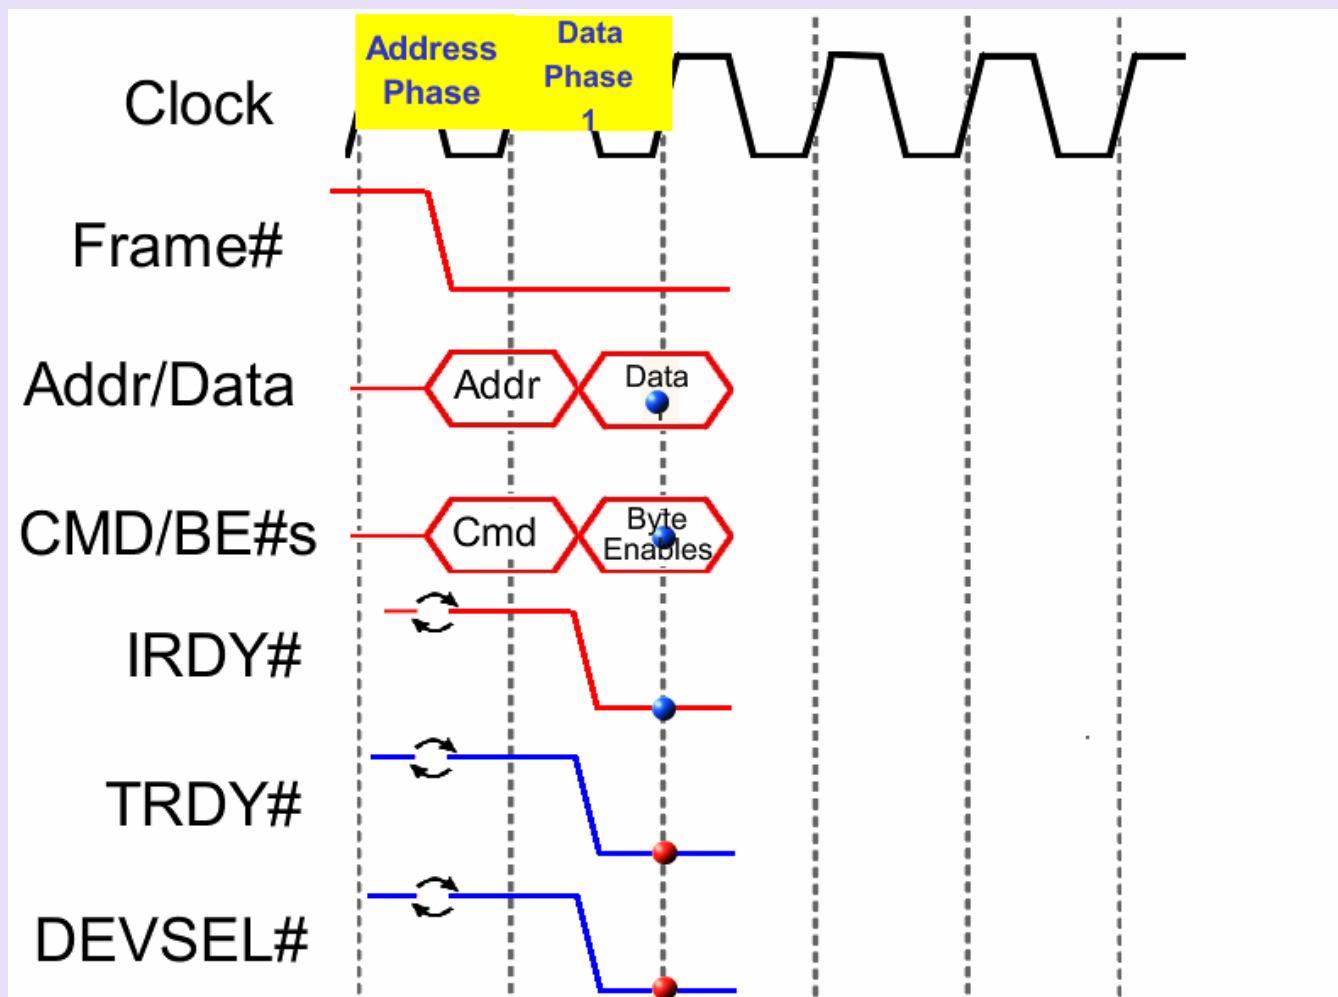 Address
Phase
Data
Phase
1
Clock
Frame#
Addr/Data
Addr
Data
CMD/BE#s
Cmd
Byte
Enables
IRDY#
TRDY#
DEVSEL#